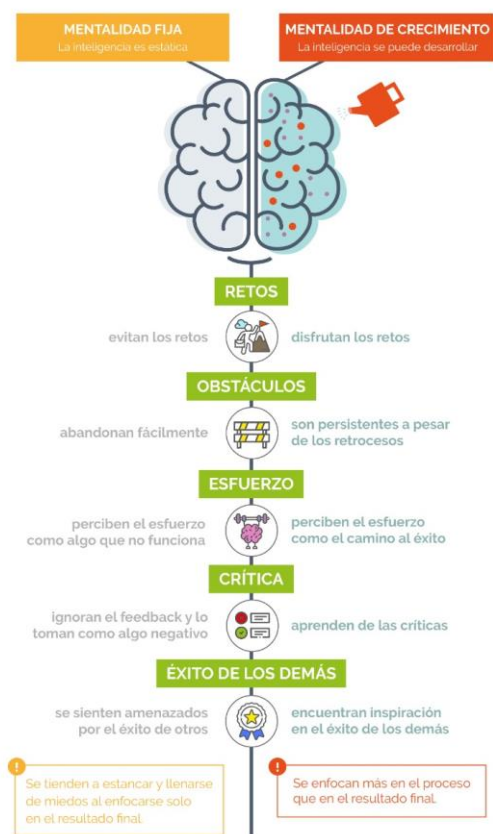 MENTALIDAD FIJA
La inteligencia es estática
MENTALIDAD DE CRECIMIENTO
La inteligencia se puede desarrollar
RETOS
evitan los retos
disfrutan los retos
OBSTÁCULOS
abandonan fácilmente
son persistentes a pesar
de los retrocesos
ESFUERZO
perciben el esfuerzo
como algo que no funciona
perciben el esfuerzo
como el camino al éxito
CRÍTICA
ignoran el feedback y lo
toman como algo negativo
aprenden de las críticas
ÉXITO DE LOS DEMÁS
se sienten amenazados
por el éxito de otros
encuentran inspiración
en el éxito de los demás
!
Se tienden a estancar y llenarse
de miedos al enfocarse solo
en el resultado final.
!
Se enfocan más en el proceso
que en el resultado final.